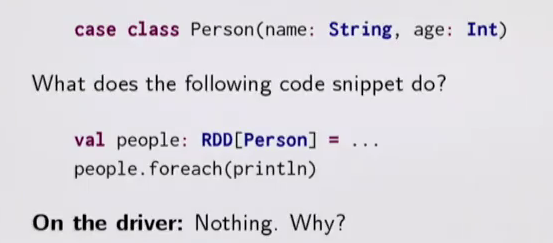 case class Person(name: String, age: Int)
What does the following code snippet do?
val people: RDD[Person] = ...
people.foreach(println)
On the driver: Nothing. Why?